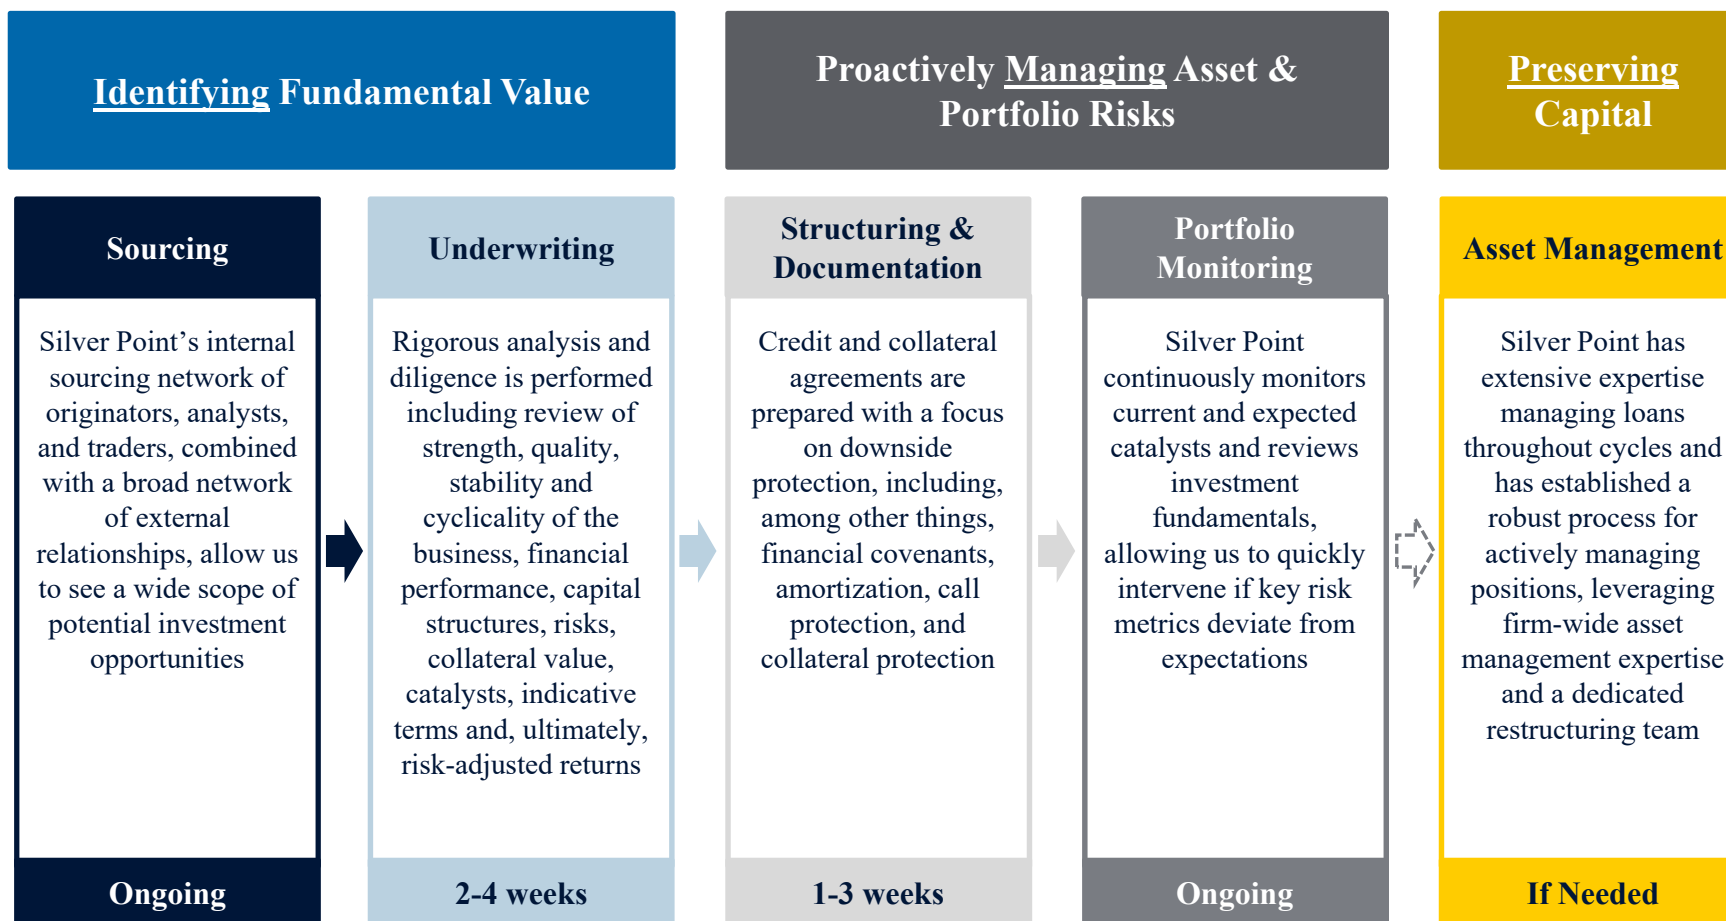 Identifying Fundamental Value
Proactively Managing Asset &
Portfolio Risks
Preserving
Capital
Sourcing
Silver Point’s internal
sourcing network of
originators, analysts,
and traders, combined
with a broad network
of external
relationships, allow us
to see a wide scope of
potential investment
opportunities
Ongoing
Underwriting
Rigorous analysis and
diligence is performed
including review of
strength, quality,
stability and
cyclicality of the
business, financial
performance, capital
structures, risks,
collateral value,
catalysts, indicative
terms and, ultimately,
risk-adjusted returns
2-4 weeks
Structuring &
Documentation
Credit and collateral
agreements are
prepared with a focus
on downside
protection, including,
among other things,
financial covenants,
amortization, call
protection, and
collateral protection
1-3 weeks
Portfolio
Monitoring
Silver Point
continuously monitors
current and expected
catalysts and reviews
investment
fundamentals,
allowing us to quickly
intervene if key risk
metrics deviate from
expectations
Ongoing
Asset Management
Silver Point has
extensive expertise
managing loans
throughout cycles and
has established a
robust process for
actively managing
positions, leveraging
firm-wide asset
management expertise
and a dedicated
restructuring team
If Needed